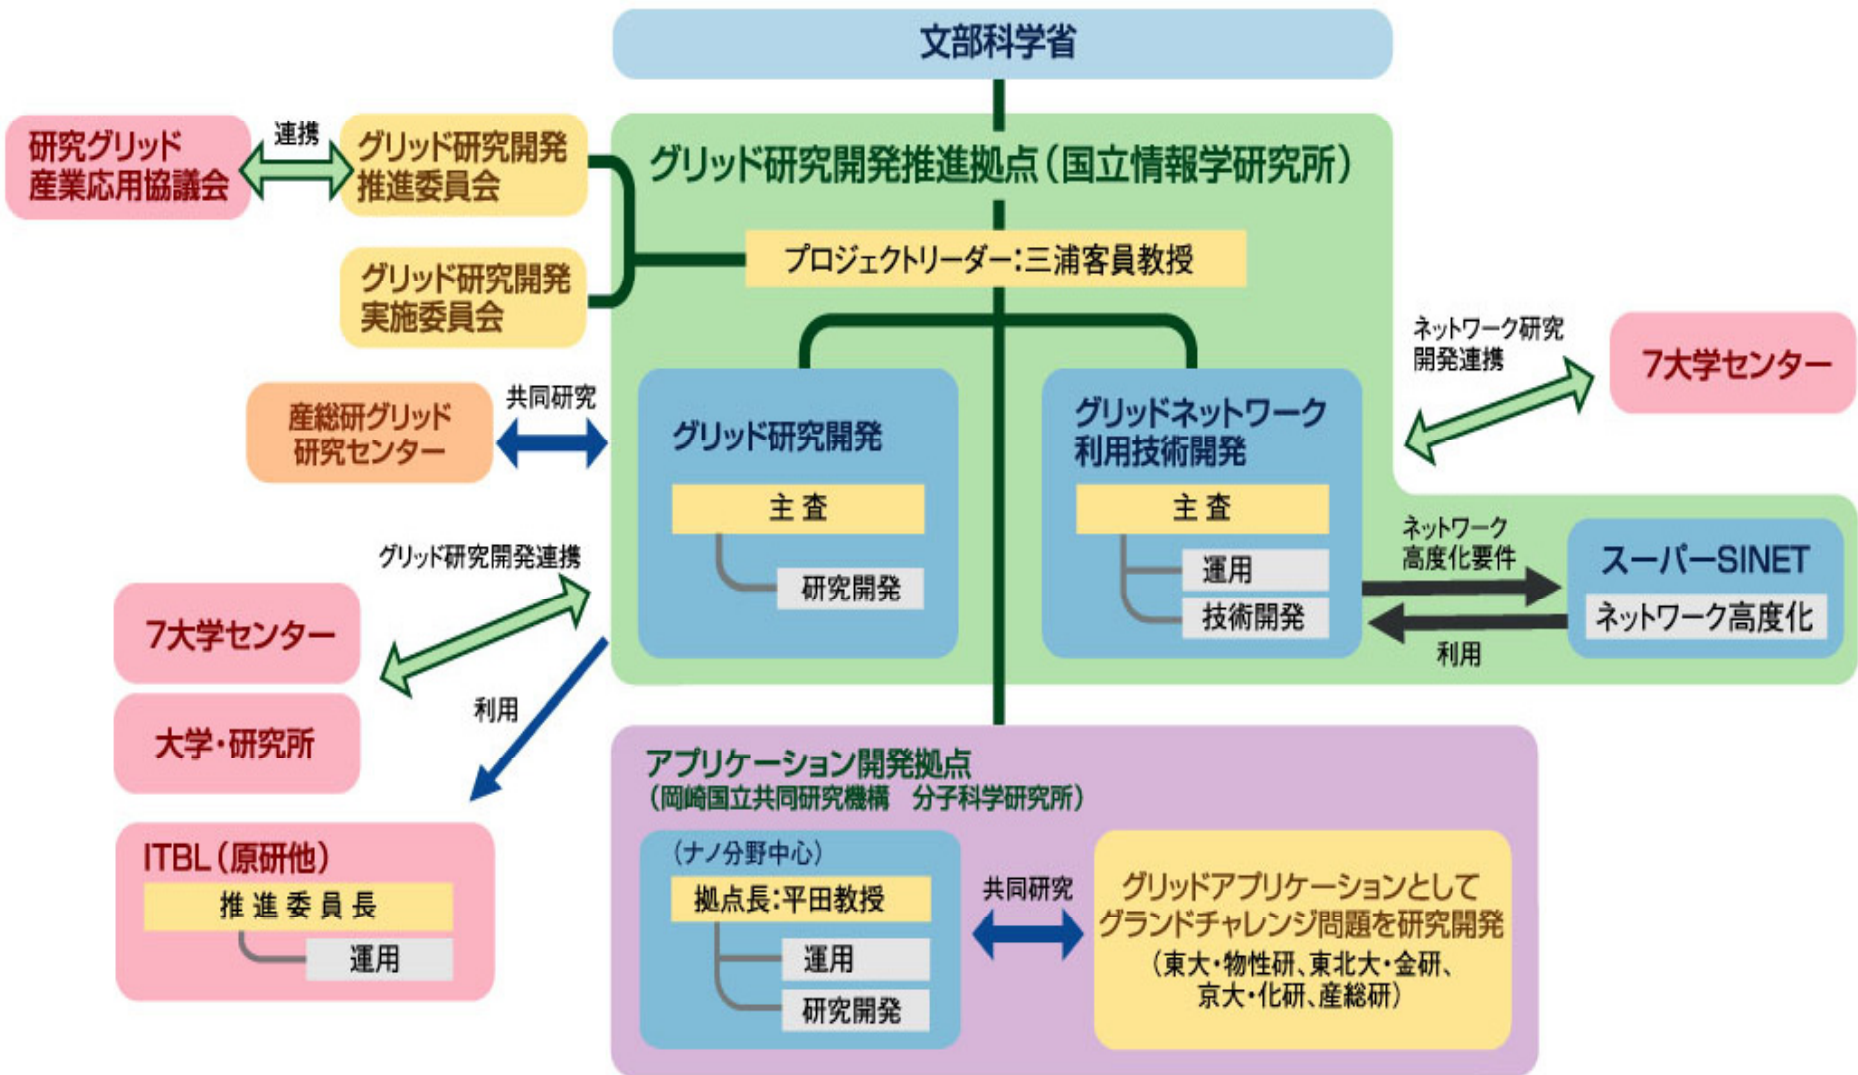 文部科学省
研究グリッド
産業応用協議会
連携
グリッド研究開発
推進委員会
グリッド研究開発推進拠点(国立情報学研究所)
プロジェクトリーダー:三浦客員教授
グリッド研究開発
実施委員会
ネットワーク研究
開発連携
7大学センター
産総研グリッド
研究センター
共同研究
グリッド研究開発
主 査
研究開発
グリッドネットワーク
利用技術開発
主 査
運用
技術開発
ネットワーク
高度化要件
利用
スーパーSINET
ネットワーク高度化
グリッド研究開発連携
7大学センター
大学・研究所
利用
ITBL(原研他)
推 進 委 員 長
運用
アプリケーション開発拠点
(岡崎国立共同研究機構 分子科学研究所)
(ナノ分野中心)
拠点長:平田教授
運用
研究開発
共同研究
グリッドアプリケーションとして
グランドチャレンジ問題を研究開発
(東大・物性研、東北大・金研、
京大・化研、産総研)